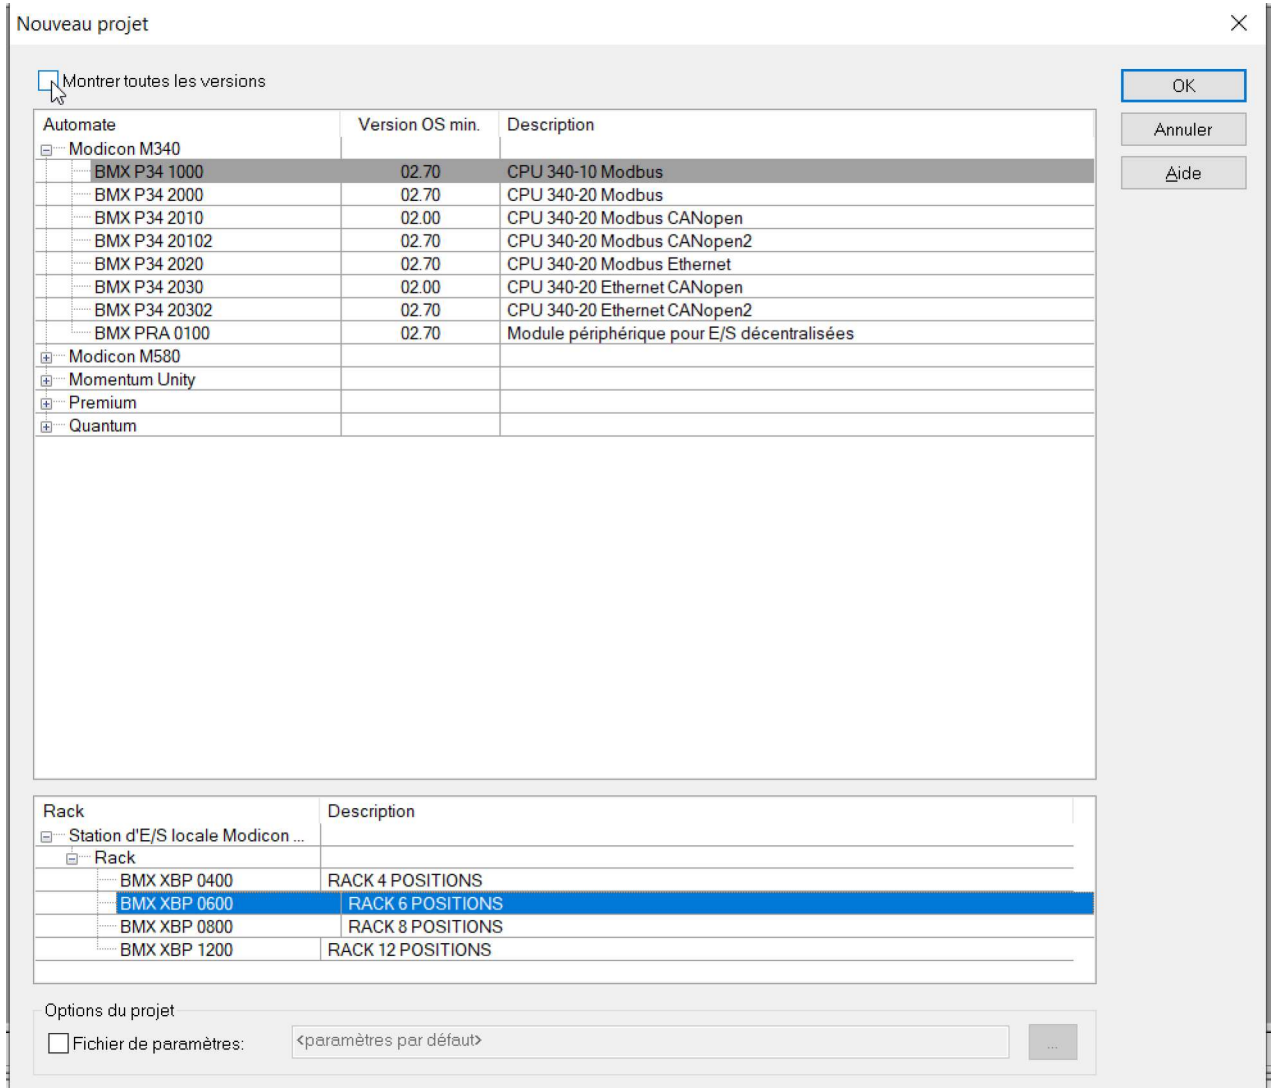 Nouveau projet
Montrer toutes les versions
OK
Annuler
Aide
Automate Version OS min. Description
Modicon M340
BMX P34 1000 02.70 CPU 340-10 Modbus
BMX P34 2000 02.70 CPU 340-20 Modbus
BMX P34 2010 02.00 CPU 340-20 Modbus CANopen
BMX P34 20102 02.70 CPU 340-20 Modbus CANopen2
BMX P34 2020 02.70 CPU 340-20 Modbus Ethernet
BMX P34 2030 02.00 CPU 340-20 Ethernet CANopen
BMX P34 20302 02.70 CPU 340-20 Ethernet CANopen2
BMX PRA 0100 02.70 Module périphérique pour E/S décentralisées
Modicon M580
Momentum Unity
Premium
Quantum
Rack Description
Station d'E/S locale Modicon ...
Rack
BMX XBP 0400 RACK 4 POSITIONS
BMX XBP 0600 RACK 6 POSITIONS
BMX XBP 0800 RACK 8 POSITIONS
BMX XBP 1200 RACK 12 POSITIONS
Options du projet
Fichier de paramètres: <paramètres par défaut> ...